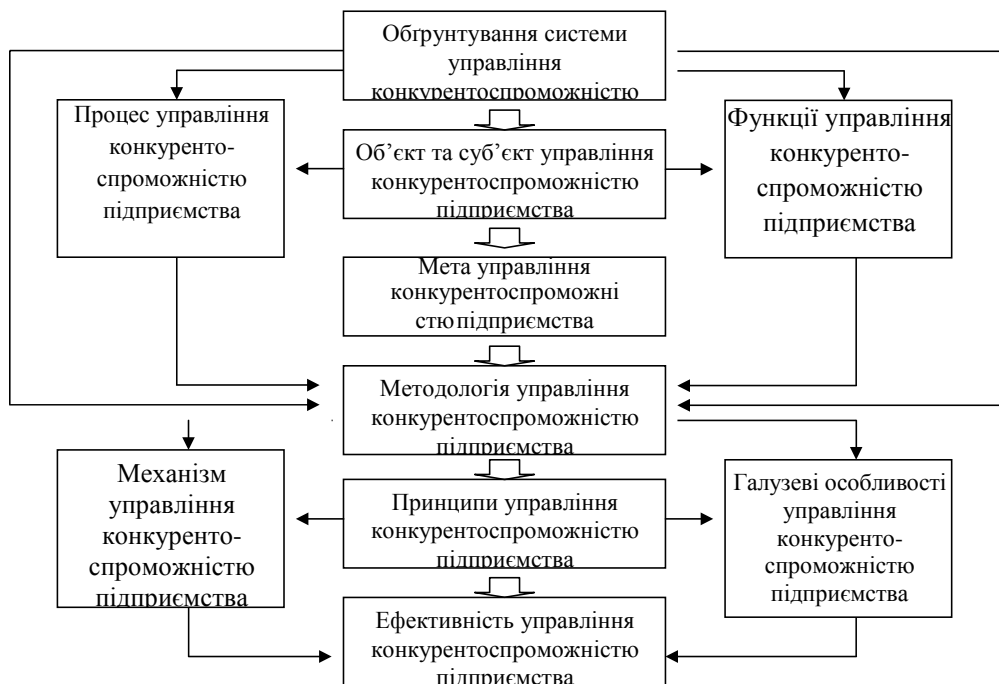 Обґрунтування системи
управління
конкурентоспроможністю
Процес управління
конкуренто-
спроможністю
підприємства
Об’єкт та суб’єкт управління
конкурентоспроможністю
підприємства
Функції управління
конкуренто-
спроможністю
підприємства
Мета управління
конкурентоспроможні
стю підприємства
Методологія управління
конкурентоспроможністю
підприємства
Механізм
управління
конкуренто-
спроможністю
підприємства
Принципи управління
конкурентоспроможністю
підприємства
Галузеві особливості
управління
конкуренто-
спроможністю
підприємства
Ефективність управління
конкурентоспроможністю
підприємства